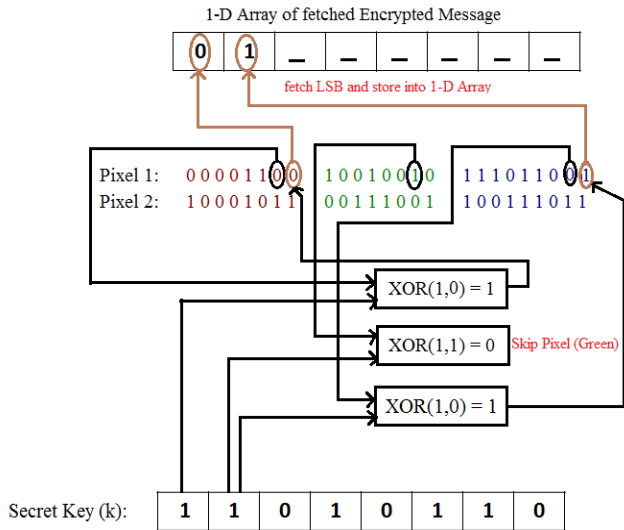 1-D Array of fetched Encrypted Message
0 1 _ _ _ _ _ _
fetch LSB and store into 1-D Array
Pixel 1: 0 0 0 0 1 1 0 0 1 0 0 1 0 0 1 0 1 1 1 0 1 1 0 0 1
Pixel 2: 1 0 0 0 1 0 1 1 0 0 1 1 1 0 0 1 1 0 0 1 1 1 0 1 1
XOR(1,0) = 1
XOR(1,1) = 0 Skip Pixel (Green)
XOR(1,0) = 1
Secret Key (k): 1 1 0 1 0 1 1 0